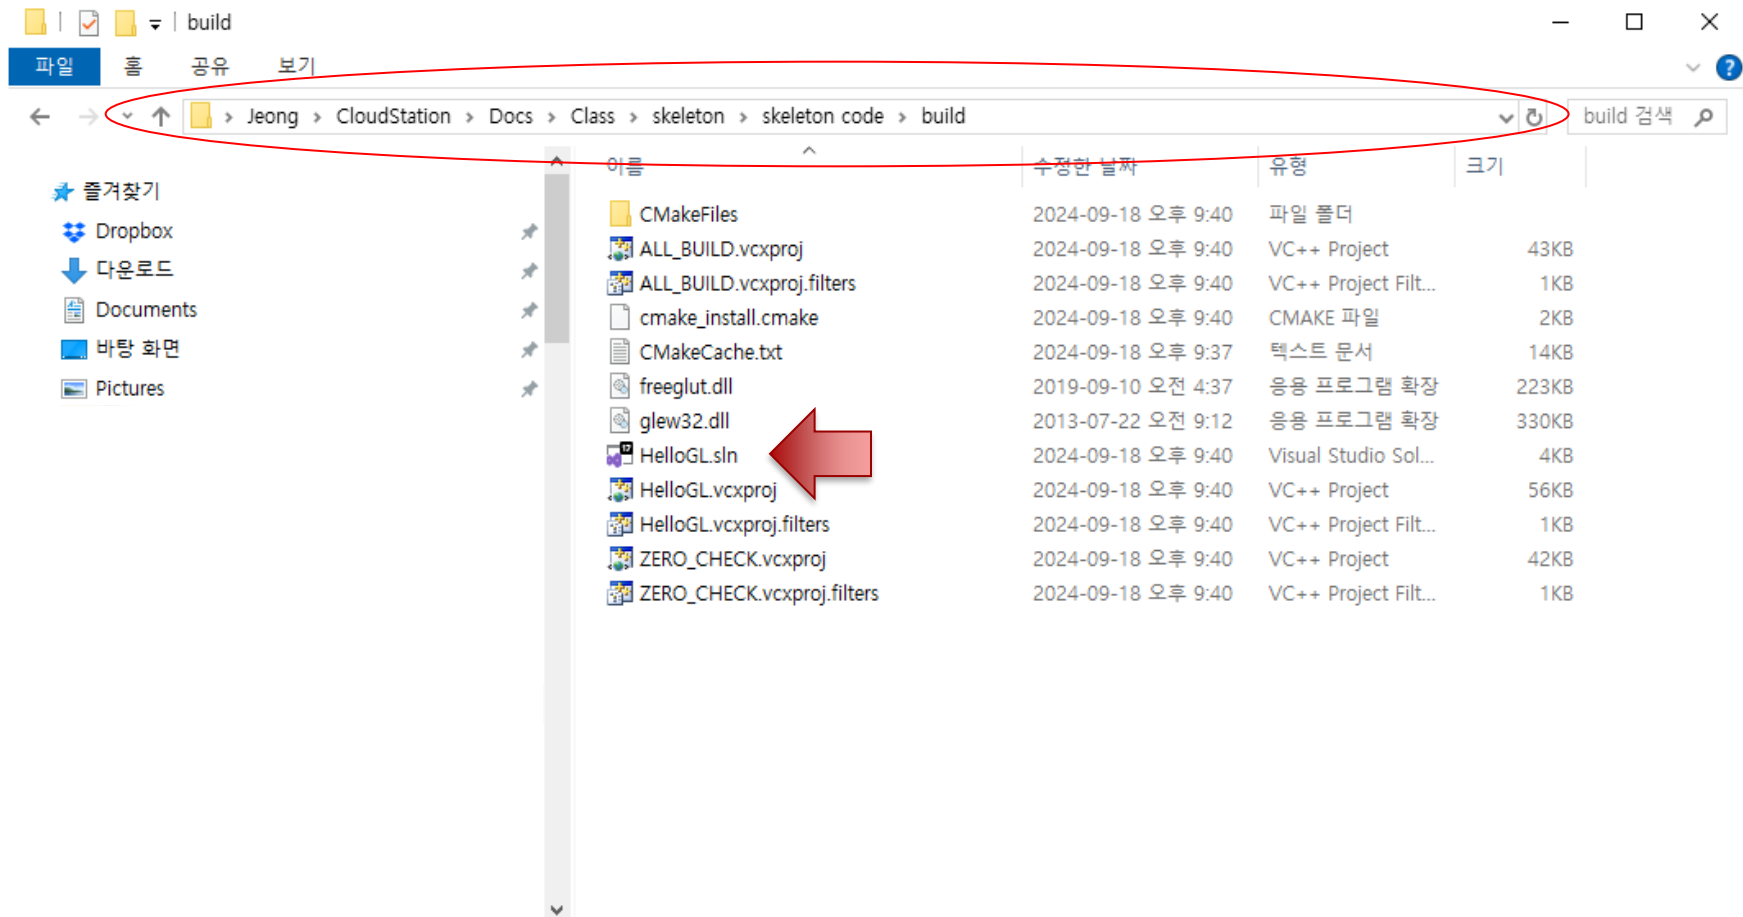 build
파일 홈 공유 보기
Jeong > CloudStation > Docs > Class > skeleton > skeleton code > build
build 검색
이름 수정한 날짜 유형 크기
즐겨찾기
Dropbox
다운로드
Documents
바탕 화면
Pictures
CMakeFiles 2024-09-18 오후 9:40 파일 폴더
ALL_BUILD.vcxproj 2024-09-18 오후 9:40 VC++ Project 43KB
ALL_BUILD.vcxproj.filters 2024-09-18 오후 9:40 VC++ Project Filt... 1KB
cmake_install.cmake 2024-09-18 오후 9:40 CMAKE 파일 2KB
CMakeCache.txt 2024-09-18 오후 9:37 텍스트 문서 14KB
freeglut.dll 2019-09-10 오전 4:37 응용 프로그램 확장 223KB
glew32.dll 2013-07-22 오전 9:12 응용 프로그램 확장 330KB
HelloGL.sln 2024-09-18 오후 9:40 Visual Studio Sol... 4KB
HelloGL.vcxproj 2024-09-18 오후 9:40 VC++ Project 56KB
HelloGL.vcxproj.filters 2024-09-18 오후 9:40 VC++ Project Filt... 1KB
ZERO_CHECK.vcxproj 2024-09-18 오후 9:40 VC++ Project 42KB
ZERO_CHECK.vcxproj.filters 2024-09-18 오후 9:40 VC++ Project Filt... 1KB